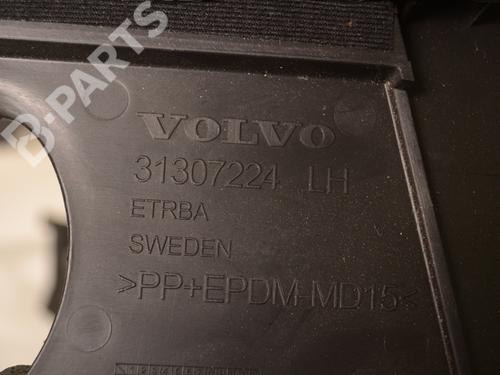 B-PARTS
VOLVO
31307224 LH
ETRBA
SWEDEN
>PP+EPDM-MD15<